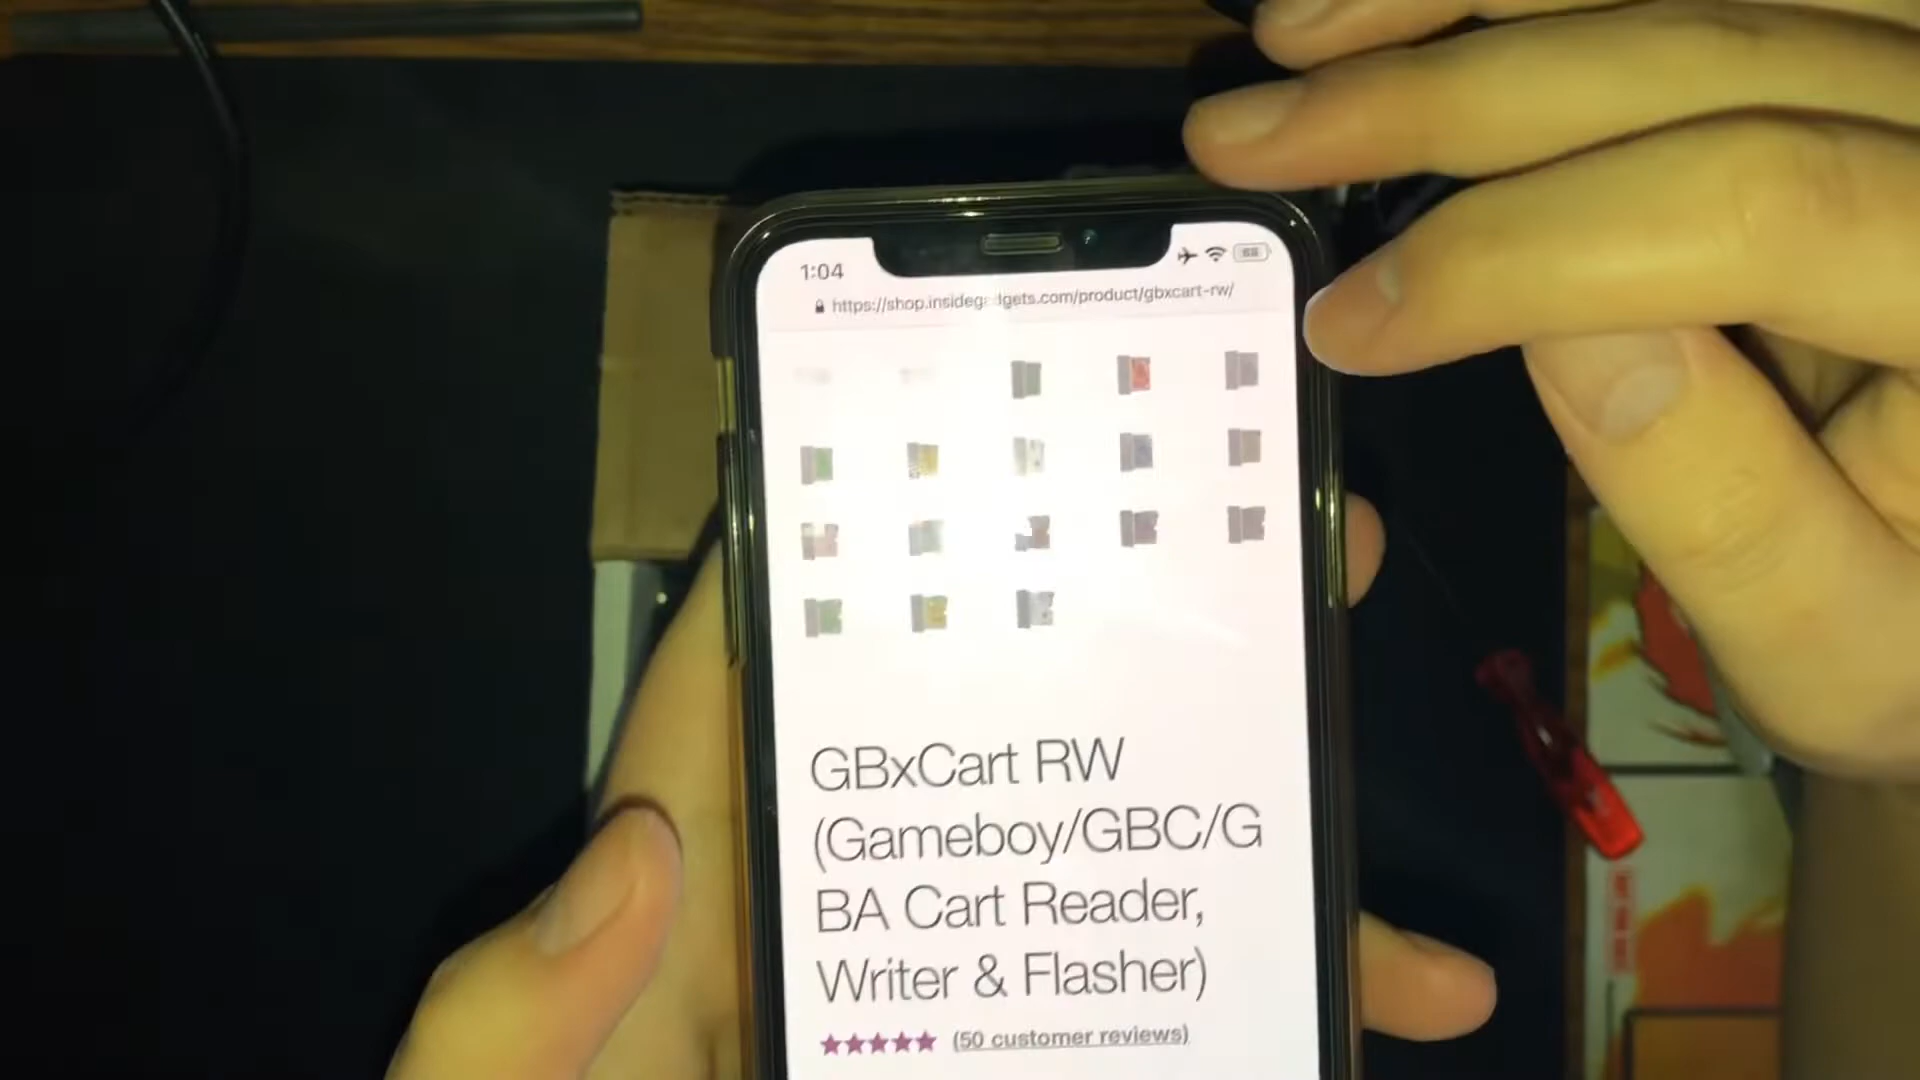 1:04
68
https://shop.insidegadgets.com/product/gbxcart-rw/
GBxCart RW
(Gameboy/GBC/G
BA Cart Reader,
Writer & Flasher)
(50 customer reviews)